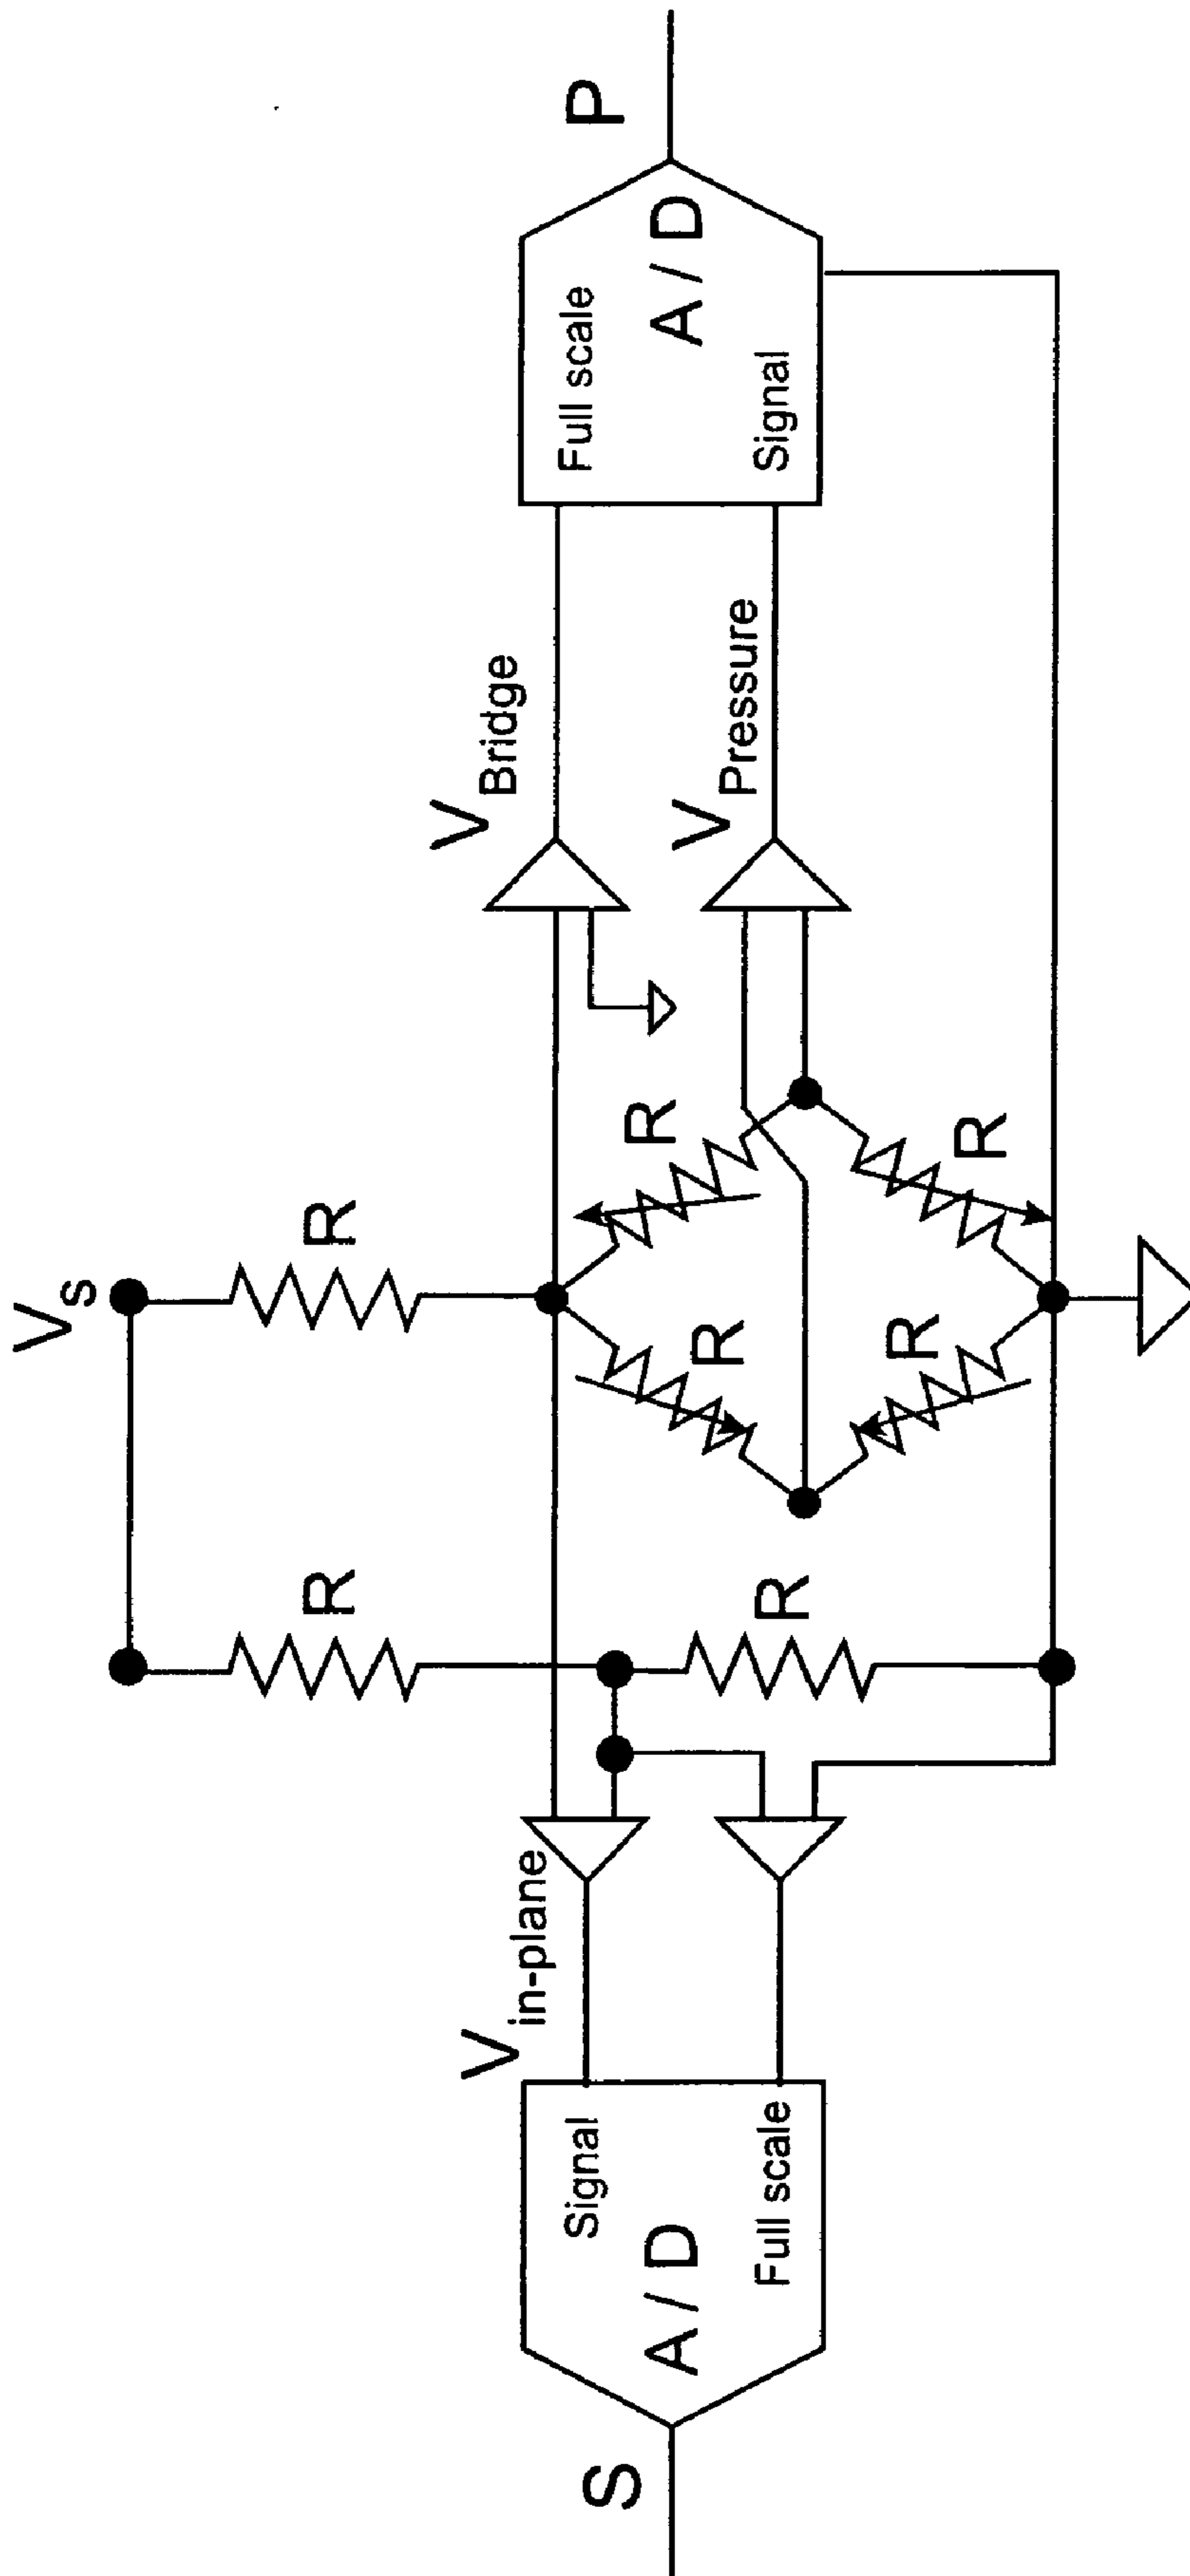 V_s
R
R
V_in-plane
Signal
A / D
Full scale
S
R
R
R
R
R
V_Bridge
V_Pressure
Full scale
A / D
Signal
P